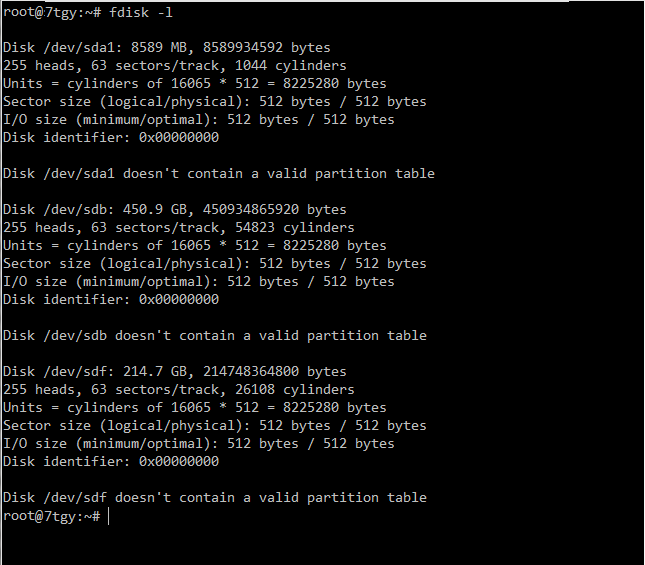 root@7tgy:~# fdisk -l
Disk /dev/sda1: 8589 MB, 8589934592 bytes
255 heads, 63 sectors/track, 1044 cylinders
Units = cylinders of 16065 * 512 = 8225280 bytes
Sector size (logical/physical): 512 bytes / 512 bytes
I/O size (minimum/optimal): 512 bytes / 512 bytes
Disk identifier: 0x00000000
Disk /dev/sda1 doesn't contain a valid partition table
Disk /dev/sdb: 450.9 GB, 450934865920 bytes
255 heads, 63 sectors/track, 54823 cylinders
Units = cylinders of 16065 * 512 = 8225280 bytes
Sector size (logical/physical): 512 bytes / 512 bytes
I/O size (minimum/optimal): 512 bytes / 512 bytes
Disk identifier: 0x00000000
Disk /dev/sdb doesn't contain a valid partition table
Disk /dev/sdf: 214.7 GB, 214748364800 bytes
255 heads, 63 sectors/track, 26108 cylinders
Units = cylinders of 16065 * 512 = 8225280 bytes
Sector size (logical/physical): 512 bytes / 512 bytes
I/O size (minimum/optimal): 512 bytes / 512 bytes
Disk identifier: 0x00000000
Disk /dev/sdf doesn't contain a valid partition table
root@7tgy:~#